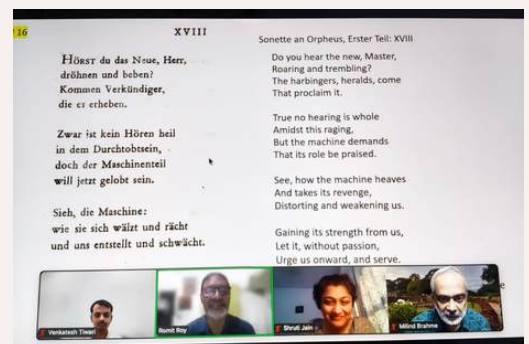 16
XVIII
HÖRST du das Neue, Herr,
dröhnen und beben?
Kommen Verkündiger,
die es erheben.
Zwar ist kein Hören heil
in dem Durchtobtsein,
doch der Maschinenteil
will jetzt gelobt sein.
Sieh, die Maschine:
wie sie sich wälzt und rächt
und uns entstellt und schwächt.
Sonette an Orpheus, Erster Teil: XVIII
Do you hear the new, Master,
Roaring and trembling?
The harbingers, heralds, come
That proclaim it.
True no hearing is whole
Amidst this raging,
But the machine demands
That its role be praised.
See, how the machine heaves
And takes its revenge,
Distorting and weakening us.
Gaining its strength from us,
Let it, without passion,
Urge us onward, and serve.
Venkatesh Tiwari
Romit Roy
Shruti Jain
Milind Brahme